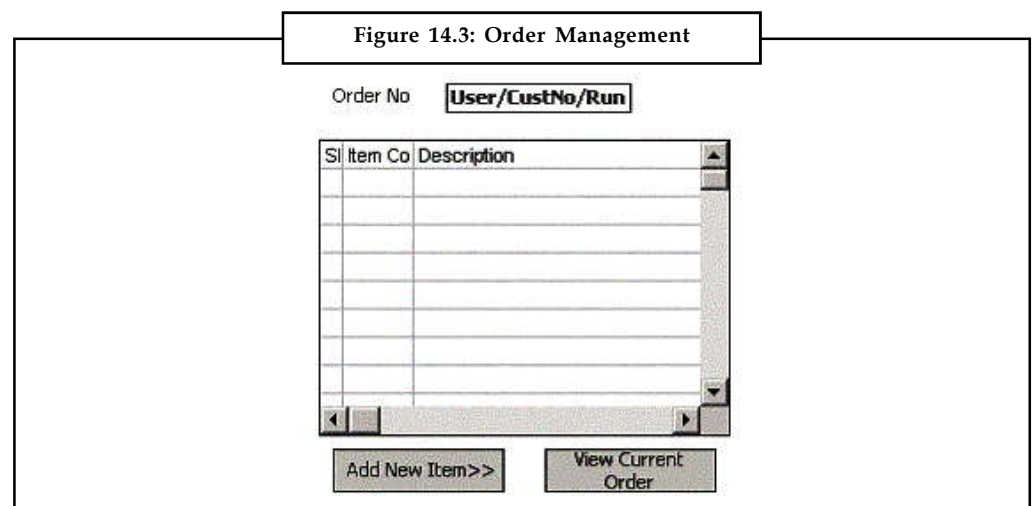 Figure 14.3: Order Management
Order No User/CustNo/Run
Sl Item Co Description
Add New Item>> View Current
Order